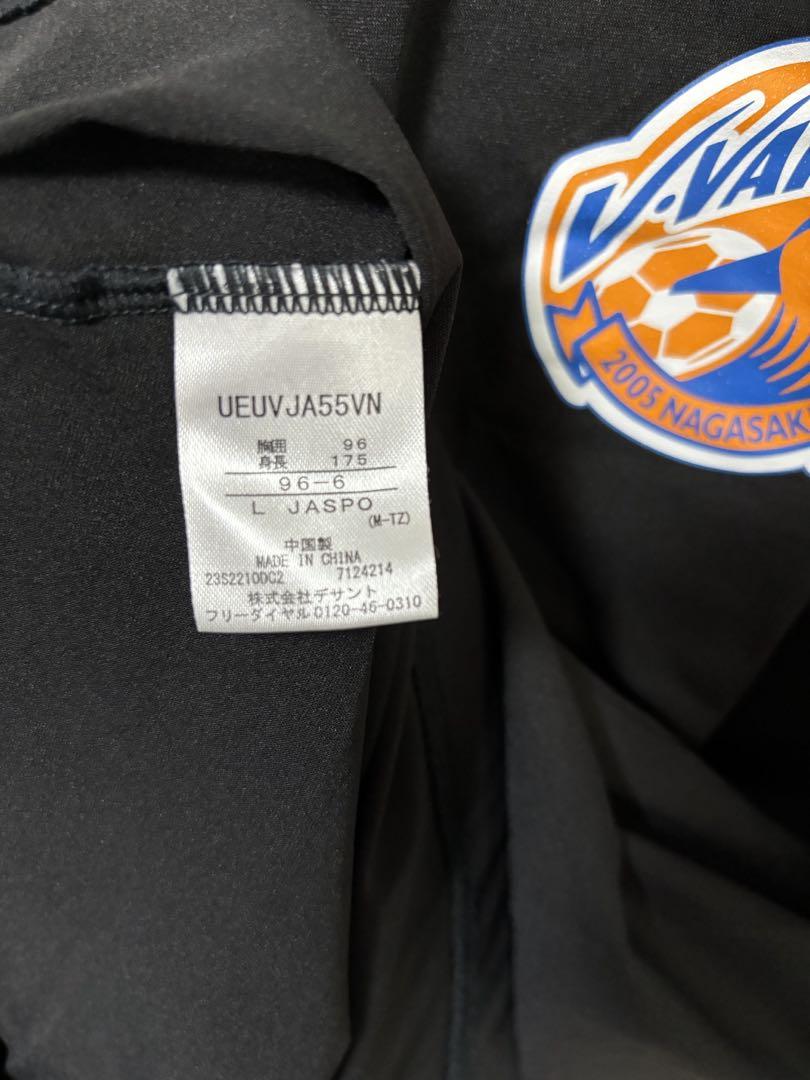 UEUVJA55VN
胸囲 96
身長 175
96-6
L JASPO
(M-TZ)
中国製
MADE IN CHINA
23S2210DC2 7124214
株式会社デサント
フリーダイヤル 0120-46-0310
V·VA
2005 NAGASAK